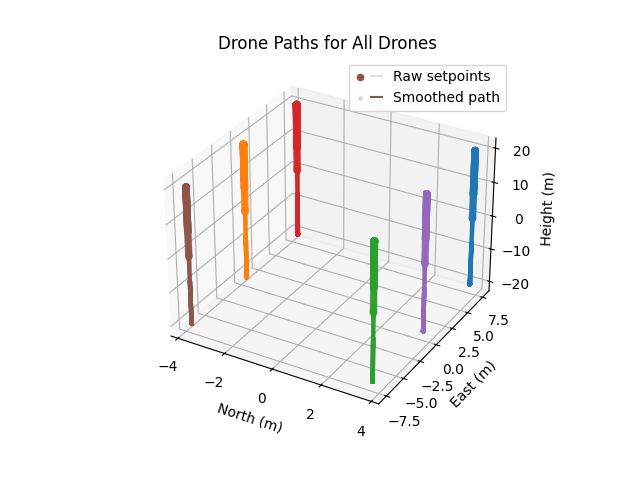 Drone Paths for All Drones
Raw setpoints
Smoothed path
20
10
0
−10
−20
Height (m)
7.5
5.0
2.5
0.0
−2.5
−5.0
−7.5
East (m)
−4
−2
0
2
4
North (m)